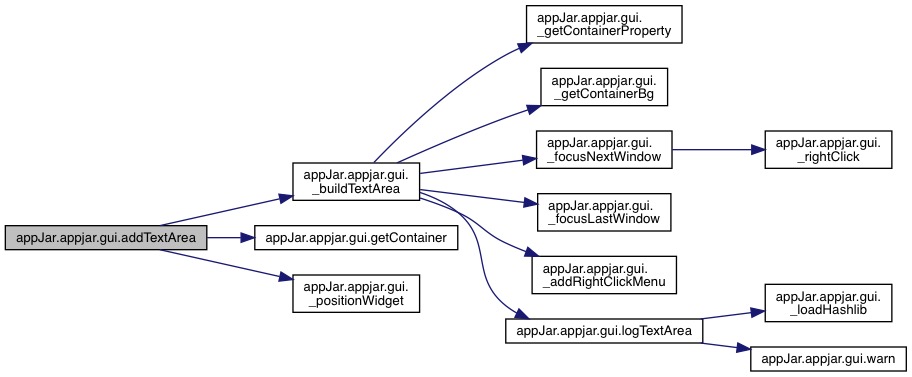 appJar.appjar.gui.addTextArea
appJar.appjar.gui.
_buildTextArea
appJar.appjar.gui.getContainer
appJar.appjar.gui.
_positionWidget
appJar.appjar.gui.
_getContainerProperty
appJar.appjar.gui.
_getContainerBg
appJar.appjar.gui.
_focusNextWindow
appJar.appjar.gui.
_focusLastWindow
appJar.appjar.gui.
_addRightClickMenu
appJar.appjar.gui.logTextArea
appJar.appjar.gui.
_rightClick
appJar.appjar.gui.
_loadHashlib
appJar.appjar.gui.warn